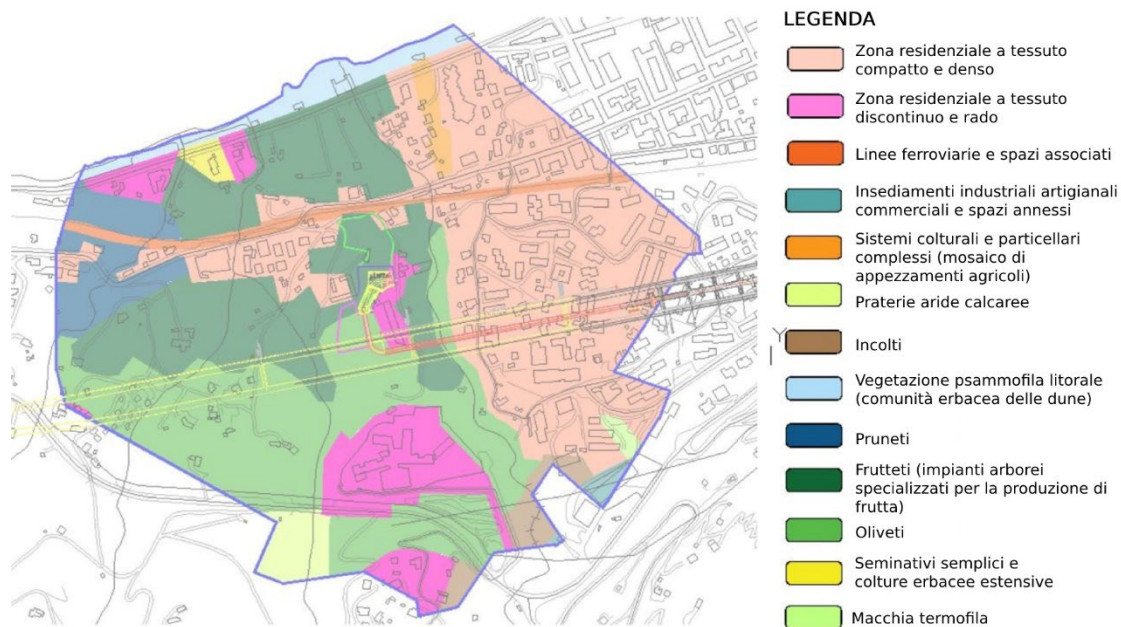 LEGENDA
Zona residenziale a tessuto
compatto e denso
Zona residenziale a tessuto
discontinuo e rado
Linee ferroviarie e spazi associati
Insediamenti industriali artigianali
commerciali e spazi annessi
Sistemi colturali e particellari
complessi (mosaico di
appezzamenti agricoli)
Praterie aride calcaree
Incolti
Vegetazione psammofila litorale
(comunità erbacea delle dune)
Pruneti
Frutteti (impianti arborei
specializzati per la produzione di
frutta)
Oliveti
Seminativi semplici e
colture erbacee estensive
Macchia termofila